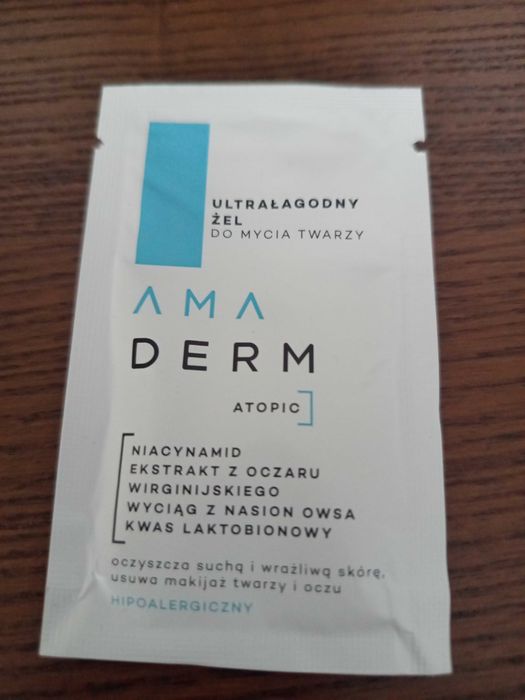 ULTRAŁAGODNY
ŻEL
DO MYCIA TWARZY
AMA
DERM
ATOPIC
NIACYNAMID
EKSTRAKT Z OCZARU
WIRGINIJSKIEGO
WYCIĄG Z NASION OWSA
KWAS LAKTOBIONOWY
oczyszcza suchą i wrażliwą skórę,
usuwa makijaż twarzy i oczu
HIPOALERGICZNY